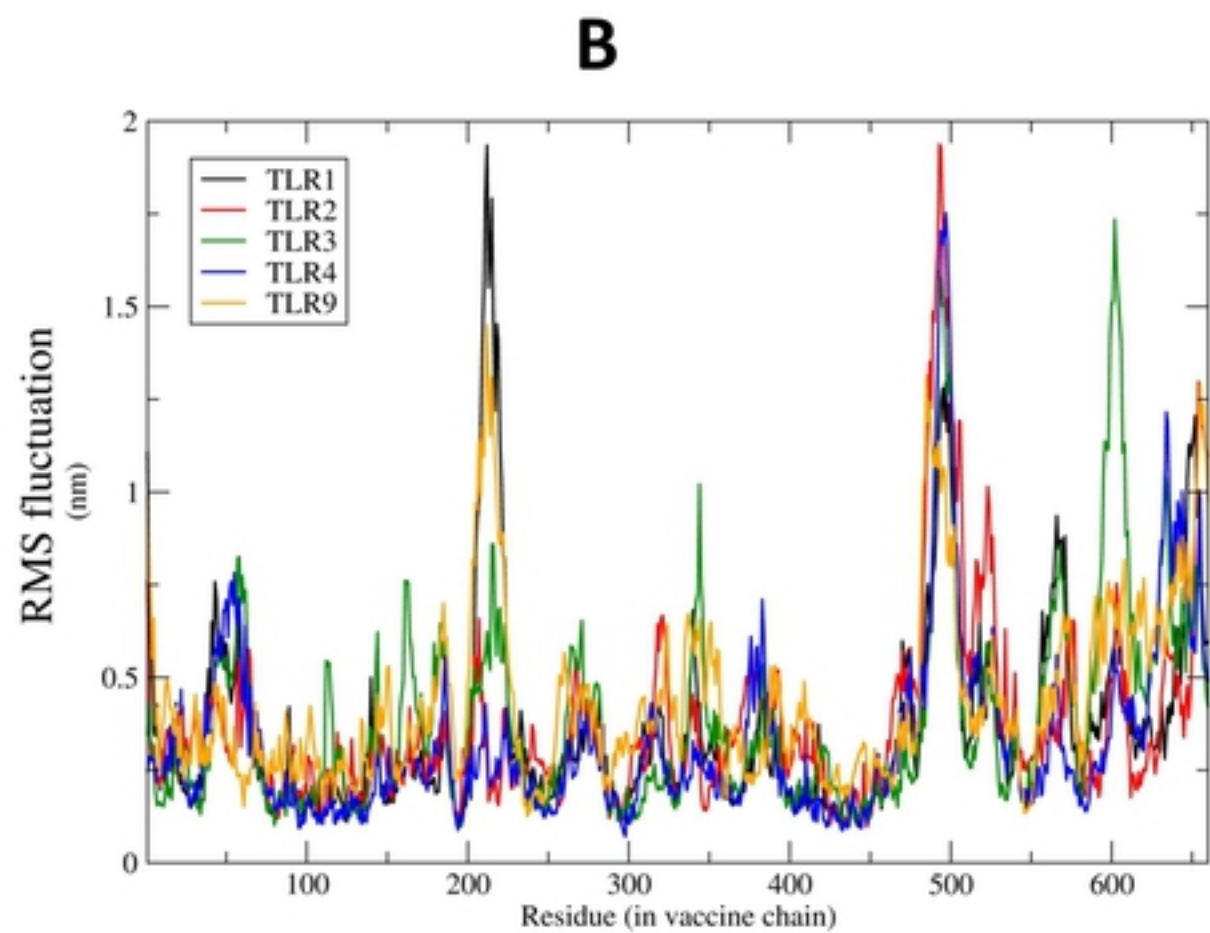 B
2
1.5
1
0.5
0
RMS fluctuation
(nm)
TLR1
TLR2
TLR3
TLR4
TLR9
100 200 300 400 500 600
Residue (in vaccine chain)